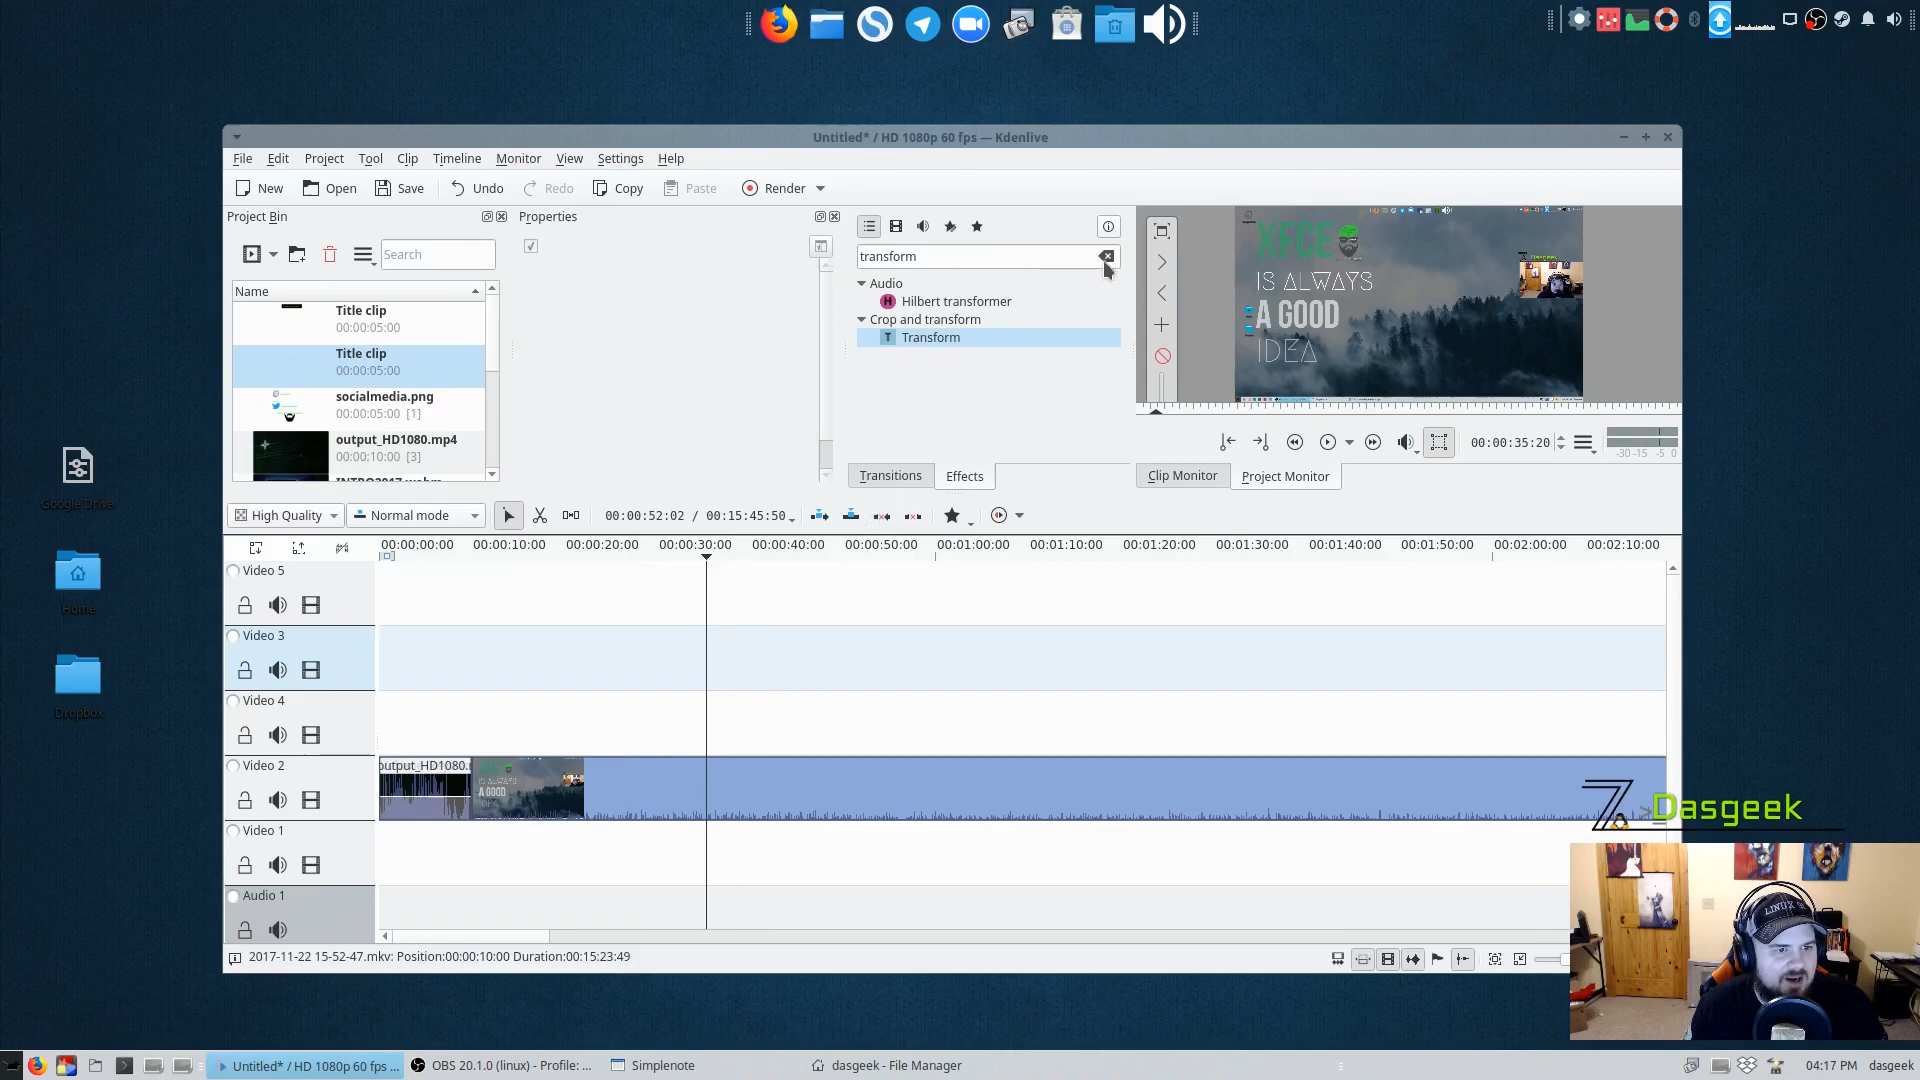 Untitled* / HD 1080p 60 fps — Kdenlive
File Edit Project Tool Clip Timeline Monitor View Settings Help
New Open Save Undo Redo Copy Paste Render
Project Bin
Properties
Search
Name
Title clip
00:00:05:00
Title clip
00:00:05:00
socialmedia.png
00:00:05:00 [1]
output_HD1080.mp4
00:00:10:00 [3]
transform
Audio
H Hilbert transformer
Crop and transform
T Transform
Transitions Effects
XFCE
IS ALWAYS
A GOOD
IDEA
Dasgeek
00:00:35:20
-30 -15 -5 0
Clip Monitor Project Monitor
High Quality Normal mode 00:00:52:02 / 00:15:45:50
00:00:00:00 00:00:10:00 00:00:20:00 00:00:30:00 00:00:40:00 00:00:50:00 00:01:00:00 00:01:10:00 00:01:20:00 00:01:30:00 00:01:40:00 00:01:50:00 00:02:00:00 00:02:10:00
Video 5
Video 3
Video 4
Video 2
output_HD1080.
Video 1
Audio 1
2017-11-22 15-52-47.mkv: Position:00:00:10:00 Duration:00:15:23:49
Google Drive
Home
Dropbox
>Dasgeek
LINUX
Untitled* / HD 1080p 60 fps ... OBS 20.1.0 (linux) - Profile: ... Simplenote dasgeek - File Manager 04:17 PM dasgeek